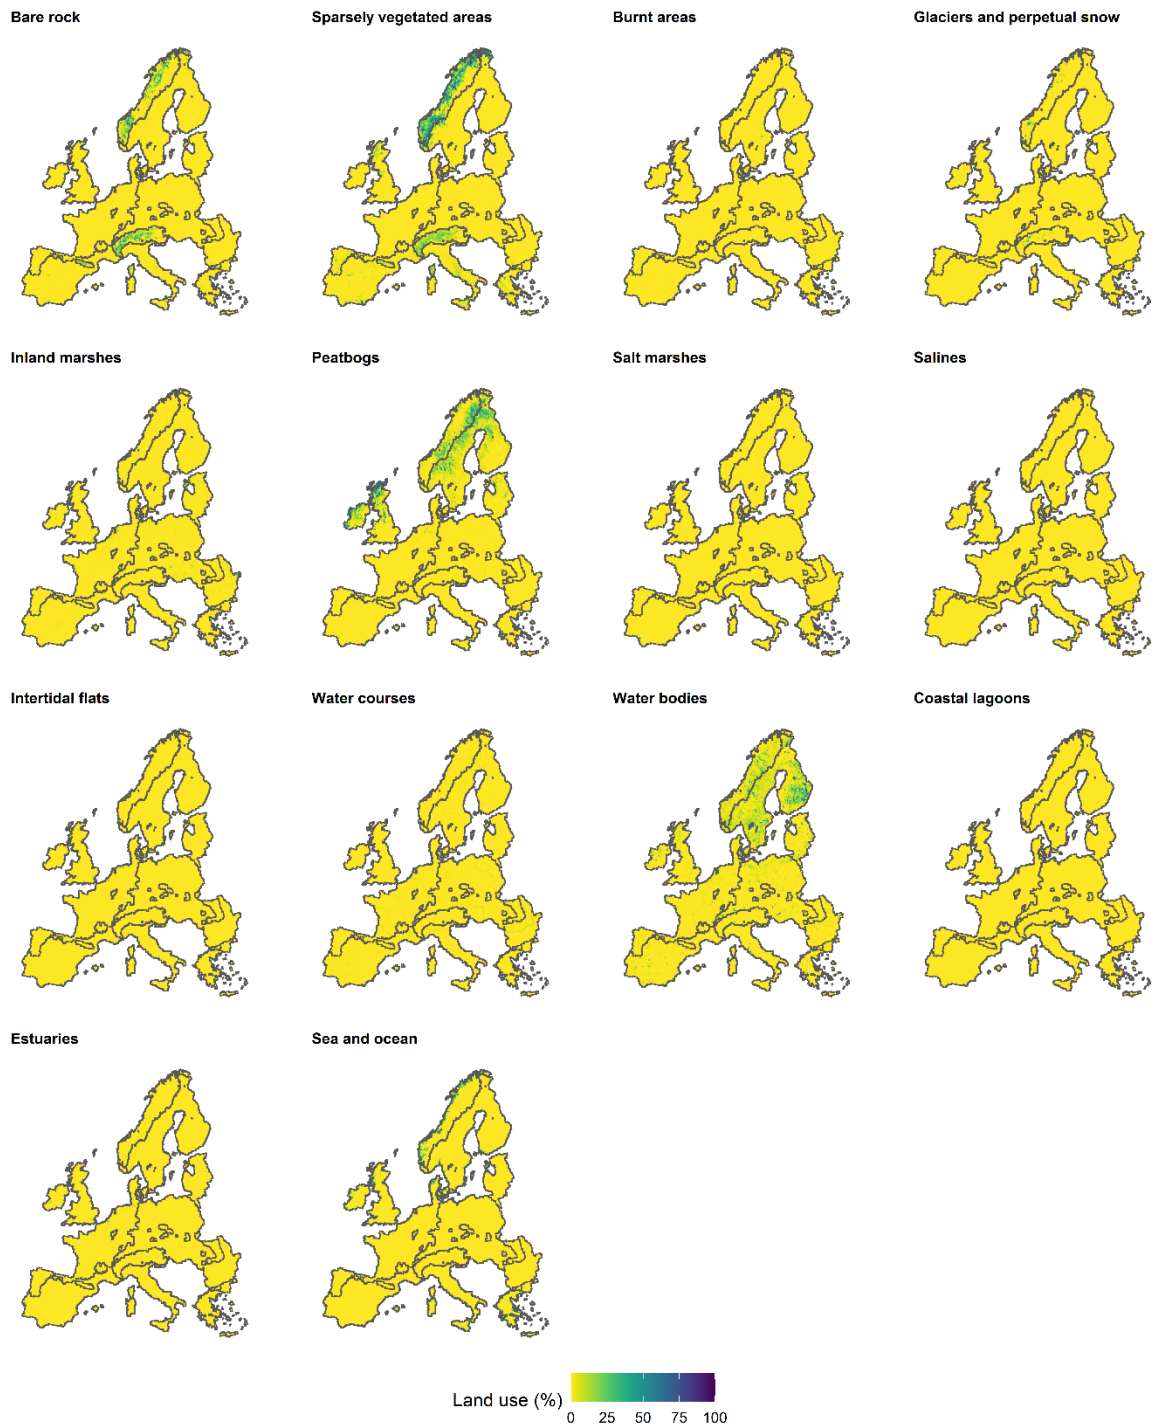 Bare rock
Sparsely vegetated areas
Burnt areas
Glaciers and perpetual snow
Inland marshes
Peatbogs
Salt marshes
Salines
Intertidal flats
Water courses
Water bodies
Coastal lagoons
Estuaries
Sea and ocean
Land use (%)
0 25 50 75 100